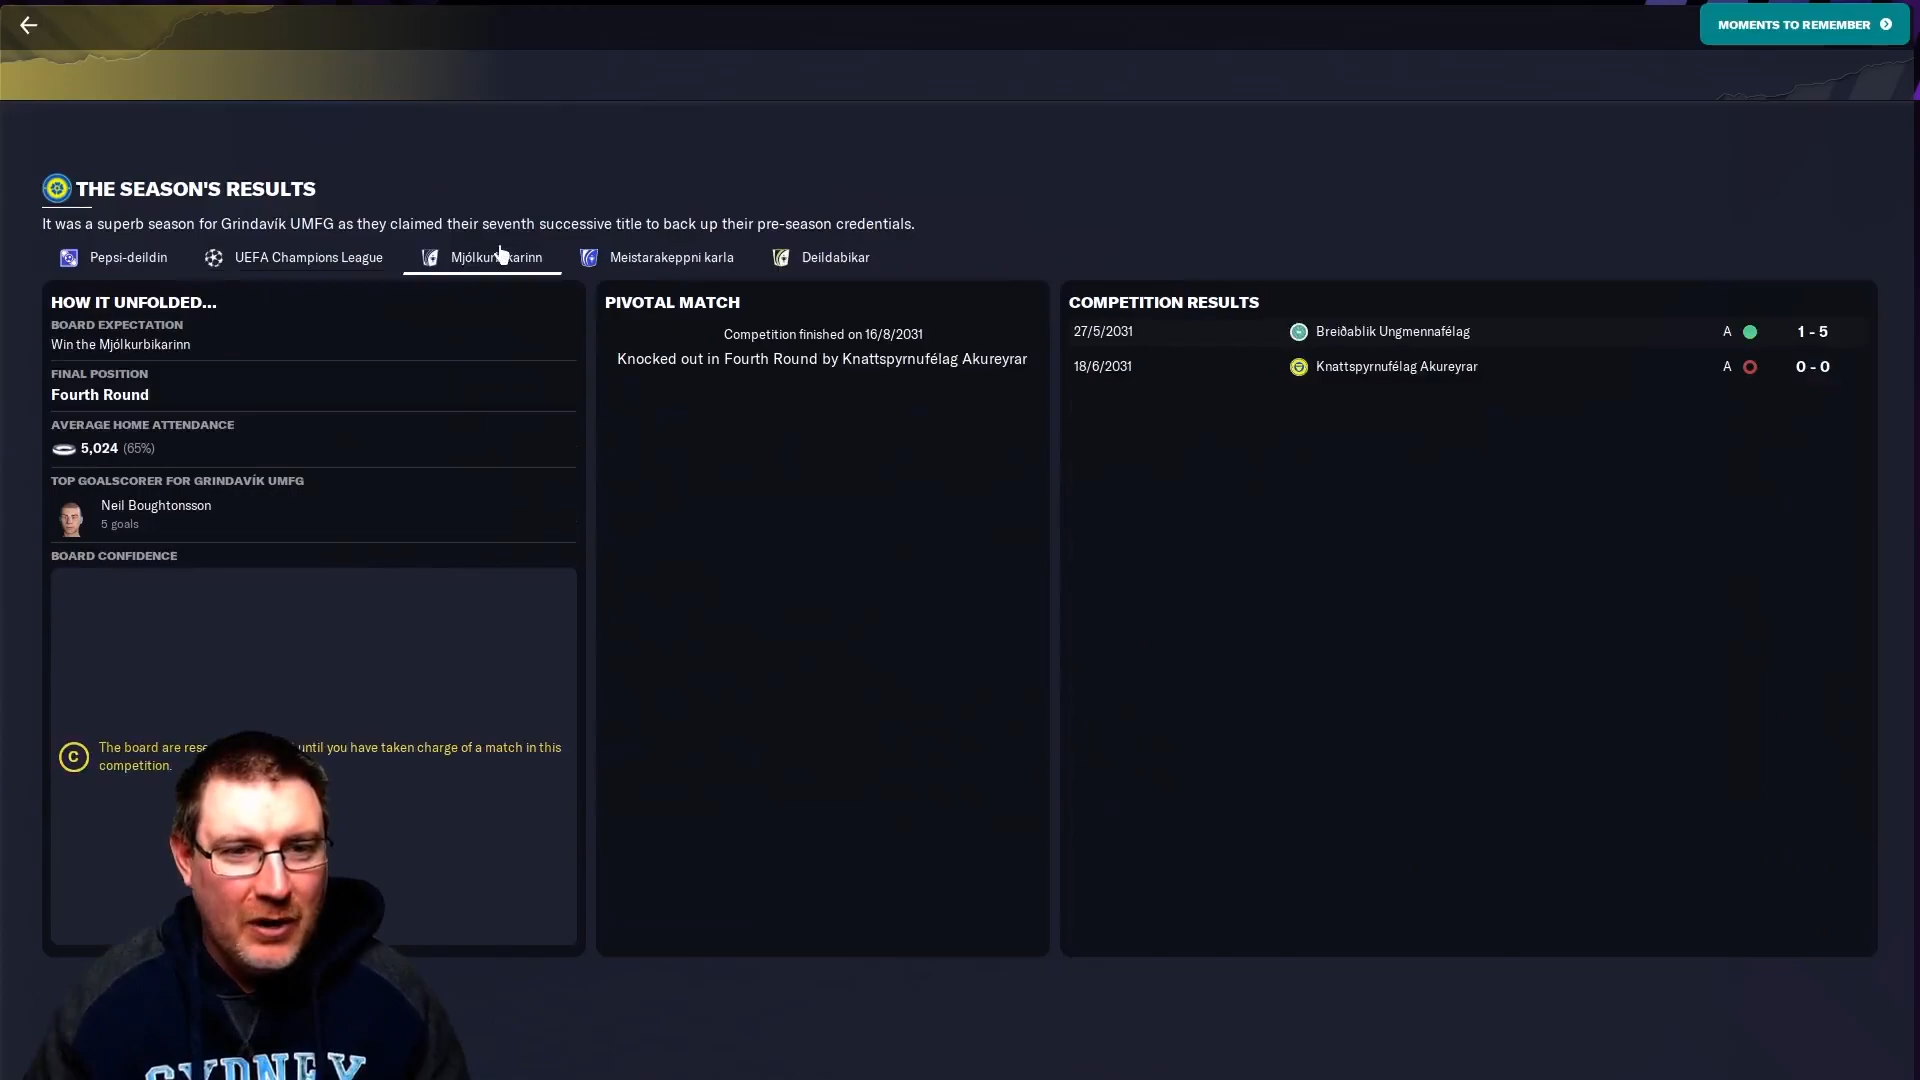 MOMENTS TO REMEMBER
THE SEASON'S RESULTS
It was a superb season for Grindavík UMFG as they claimed their seventh successive title to back up their pre-season credentials.
Pepsi-deildin
UEFA Champions League
Mjólkur karinn
Meistarakeppni karla
Deildabikar
HOW IT UNFOLDED...
BOARD EXPECTATION
Win the Mjólkurbikarinn
FINAL POSITION
Fourth Round
AVERAGE HOME ATTENDANCE
5,024 (65%)
TOP GOALSCORER FOR GRINDAVÍK UMFG
Neil Boughtonsson
5 goals
BOARD CONFIDENCE
C
The board are rese until you have taken charge of a match in this
competition.
PIVOTAL MATCH
Competition finished on 16/8/2031
Knocked out in Fourth Round by Knattspyrnufélag Akureyrar
COMPETITION RESULTS
27/5/2031 Breiðablik Ungmennafélag A 1 - 5
18/6/2031 Knattspyrnufélag Akureyrar A 0 - 0
SYDNEY